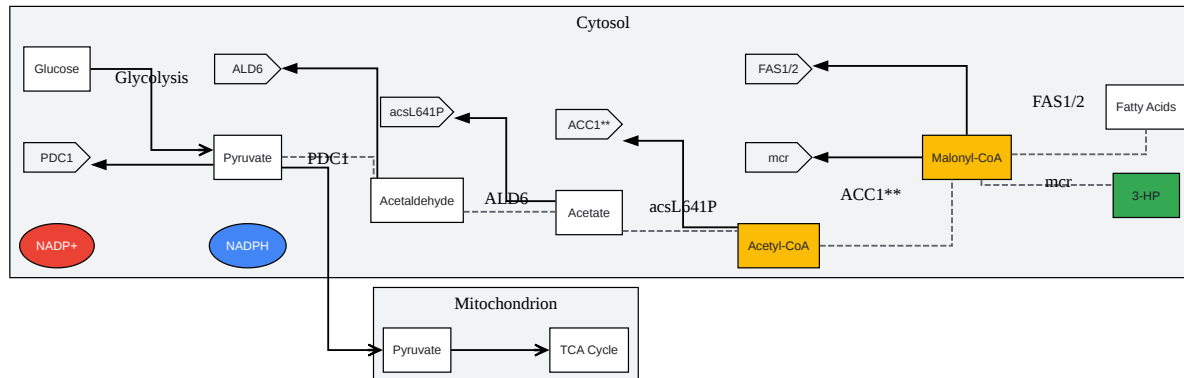 Cytosol
Glucose
Glycolysis
ALD6
FAS1/2
acsL641P
FAS1/2
Fatty Acids
ACC1**
PDC1
Pyruvate
PDC1
mcr
Malonyl-CoA
mcr
3-HP
Acetaldehyde
ALD6
Acetate
acsL641P
ACC1**
NADP+
NADPH
Acetyl-CoA
Mitochondrion
Pyruvate
TCA Cycle